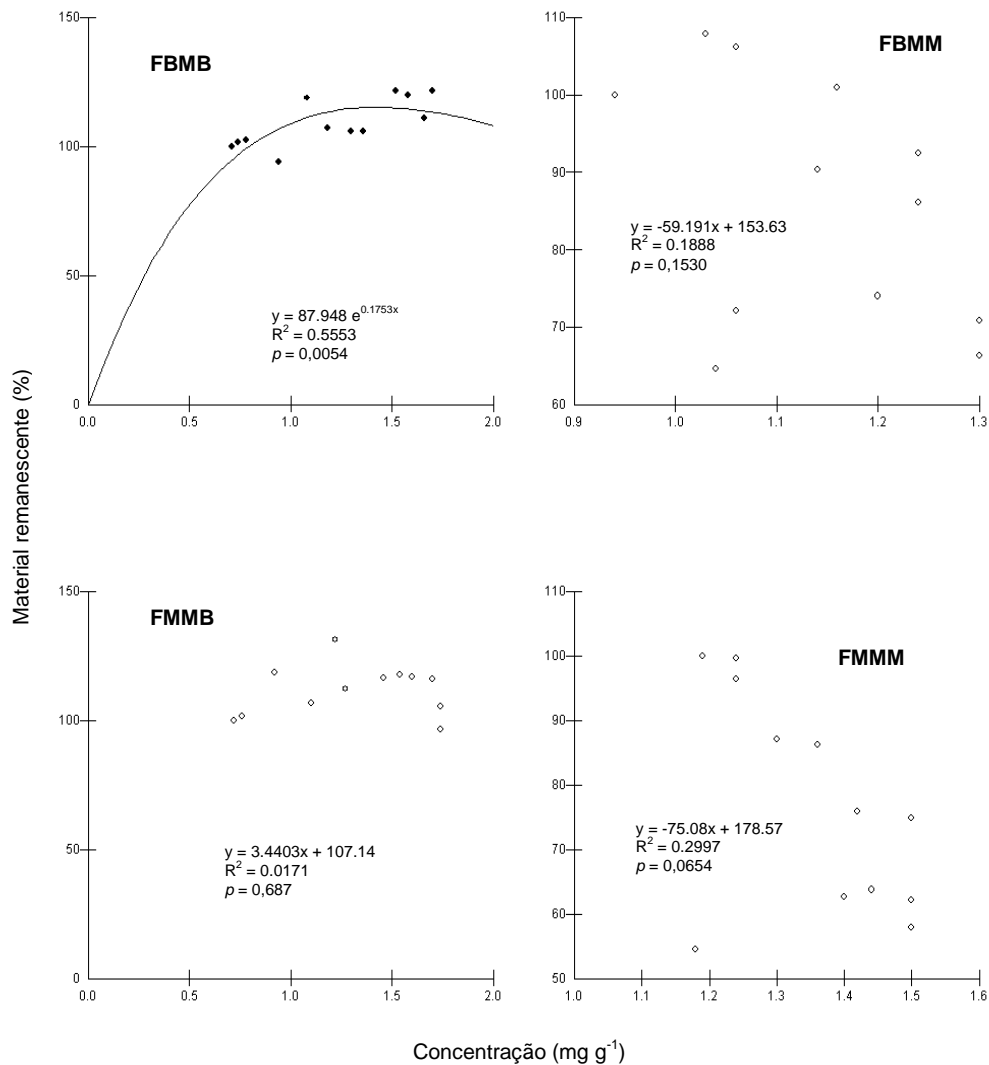 150
FBMB
100
50
y = 87.948 e^0.1753x
R² = 0.5553
p = 0,0054
0
0.0 0.5 1.0 1.5 2.0
110
FBMM
100
90
80
y = -59.191x + 153.63
R² = 0.1888
p = 0,1530
70
60
0.9 1.0 1.1 1.2 1.3
Material remanescente (%)
150
FMMB
100
50
y = 3.4403x + 107.14
R² = 0.0171
p = 0,687
0
0.0 0.5 1.0 1.5 2.0
110
FMMM
100
90
80
70
y = -75.08x + 178.57
R² = 0.2997
p = 0,0654
60
50
1.0 1.1 1.2 1.3 1.4 1.5 1.6
Concentração (mg g⁻¹)